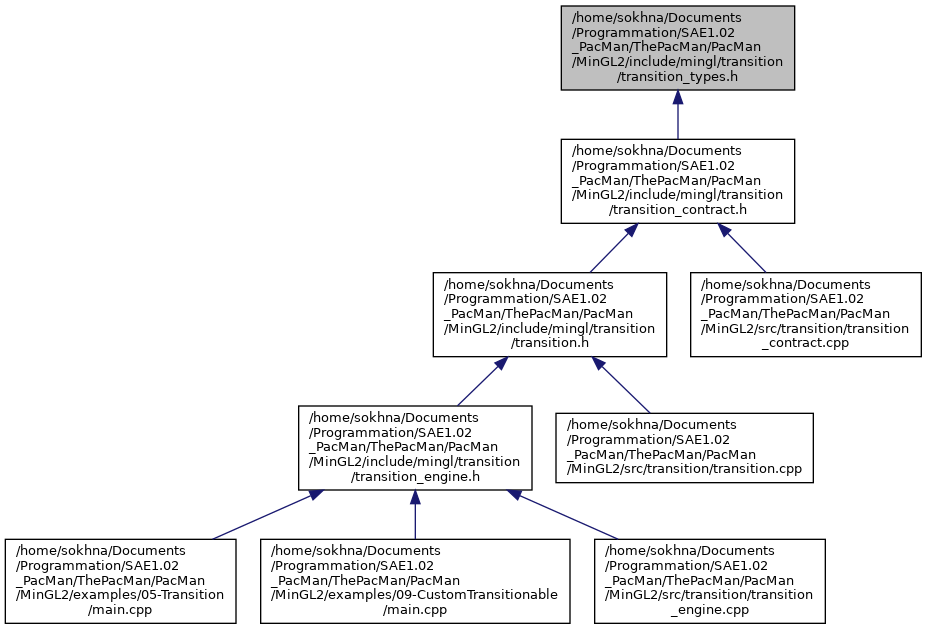 /home/sokhna/Documents
/Programmation/SAE1.02
_PacMan/ThePacMan/PacMan
/MinGL2/include/mingl/transition
/transition_types.h
/home/sokhna/Documents
/Programmation/SAE1.02
_PacMan/ThePacMan/PacMan
/MinGL2/include/mingl/transition
/transition_contract.h
/home/sokhna/Documents
/Programmation/SAE1.02
_PacMan/ThePacMan/PacMan
/MinGL2/include/mingl/transition
/transition.h
/home/sokhna/Documents
/Programmation/SAE1.02
_PacMan/ThePacMan/PacMan
/MinGL2/src/transition/transition
_contract.cpp
/home/sokhna/Documents
/Programmation/SAE1.02
_PacMan/ThePacMan/PacMan
/MinGL2/include/mingl/transition
/transition_engine.h
/home/sokhna/Documents
/Programmation/SAE1.02
_PacMan/ThePacMan/PacMan
/MinGL2/src/transition/transition.cpp
/home/sokhna/Documents
/Programmation/SAE1.02
_PacMan/ThePacMan/PacMan
/MinGL2/examples/05-Transition
/main.cpp
/home/sokhna/Documents
/Programmation/SAE1.02
_PacMan/ThePacMan/PacMan
/MinGL2/examples/09-CustomTransitionable
/main.cpp
/home/sokhna/Documents
/Programmation/SAE1.02
_PacMan/ThePacMan/PacMan
/MinGL2/src/transition/transition
_engine.cpp